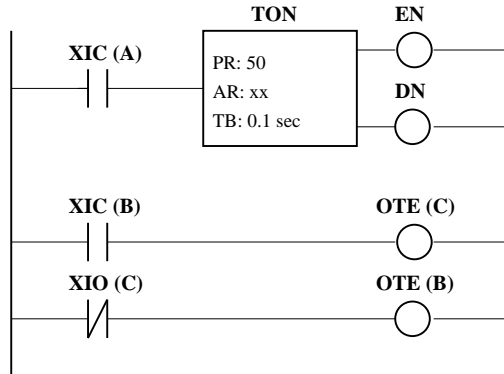 TON
EN
XIC (A)
PR: 50
AR: xx
TB: 0.1 sec
DN
XIC (B)
OTE (C)
XIO (C)
OTE (B)